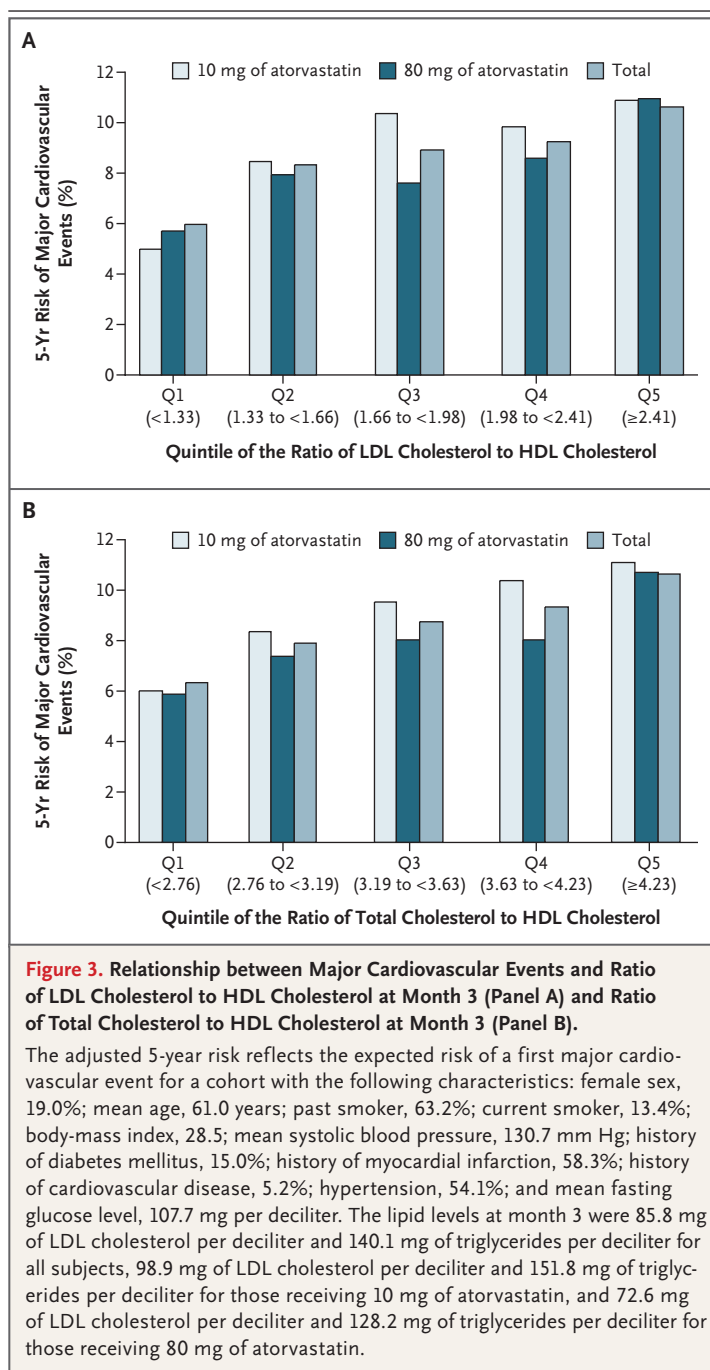 A
12
10
8
6
4
2
0
5-Yr Risk of Major Cardiovascular
Events (%)
10 mg of atorvastatin 80 mg of atorvastatin Total
Q1 Q2 Q3 Q4 Q5
(<1.33) (1.33 to <1.66) (1.66 to <1.98) (1.98 to <2.41) (≥2.41)
Quintile of the Ratio of LDL Cholesterol to HDL Cholesterol
B
12
10
8
6
4
2
0
5-Yr Risk of Major Cardiovascular
Events (%)
10 mg of atorvastatin 80 mg of atorvastatin Total
Q1 Q2 Q3 Q4 Q5
(<2.76) (2.76 to <3.19) (3.19 to <3.63) (3.63 to <4.23) (≥4.23)
Quintile of the Ratio of Total Cholesterol to HDL Cholesterol
Figure 3. Relationship between Major Cardiovascular Events and Ratio
of LDL Cholesterol to HDL Cholesterol at Month 3 (Panel A) and Ratio
of Total Cholesterol to HDL Cholesterol at Month 3 (Panel B).
The adjusted 5-year risk reflects the expected risk of a first major cardio-
vascular event for a cohort with the following characteristics: female sex,
19.0%; mean age, 61.0 years; past smoker, 63.2%; current smoker, 13.4%;
body-mass index, 28.5; mean systolic blood pressure, 130.7 mm Hg; history
of diabetes mellitus, 15.0%; history of myocardial infarction, 58.3%; history
of cardiovascular disease, 5.2%; hypertension, 54.1%; and mean fasting
glucose level, 107.7 mg per deciliter. The lipid levels at month 3 were 85.8 mg
of LDL cholesterol per deciliter and 140.1 mg of triglycerides per deciliter for
all subjects, 98.9 mg of LDL cholesterol per deciliter and 151.8 mg of triglyc-
erides per deciliter for those receiving 10 mg of atorvastatin, and 72.6 mg
of LDL cholesterol per deciliter and 128.2 mg of triglycerides per deciliter for
those receiving 80 mg of atorvastatin.